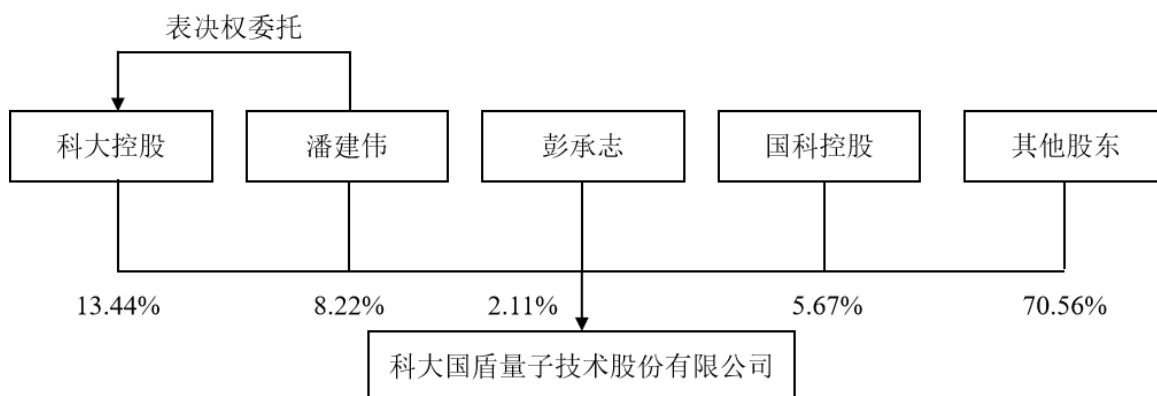 表决权委托
科大控股
潘建伟
彭承志
国科控股
其他股东
13.44%
8.22%
2.11%
5.67%
70.56%
科大国盾量子技术股份有限公司